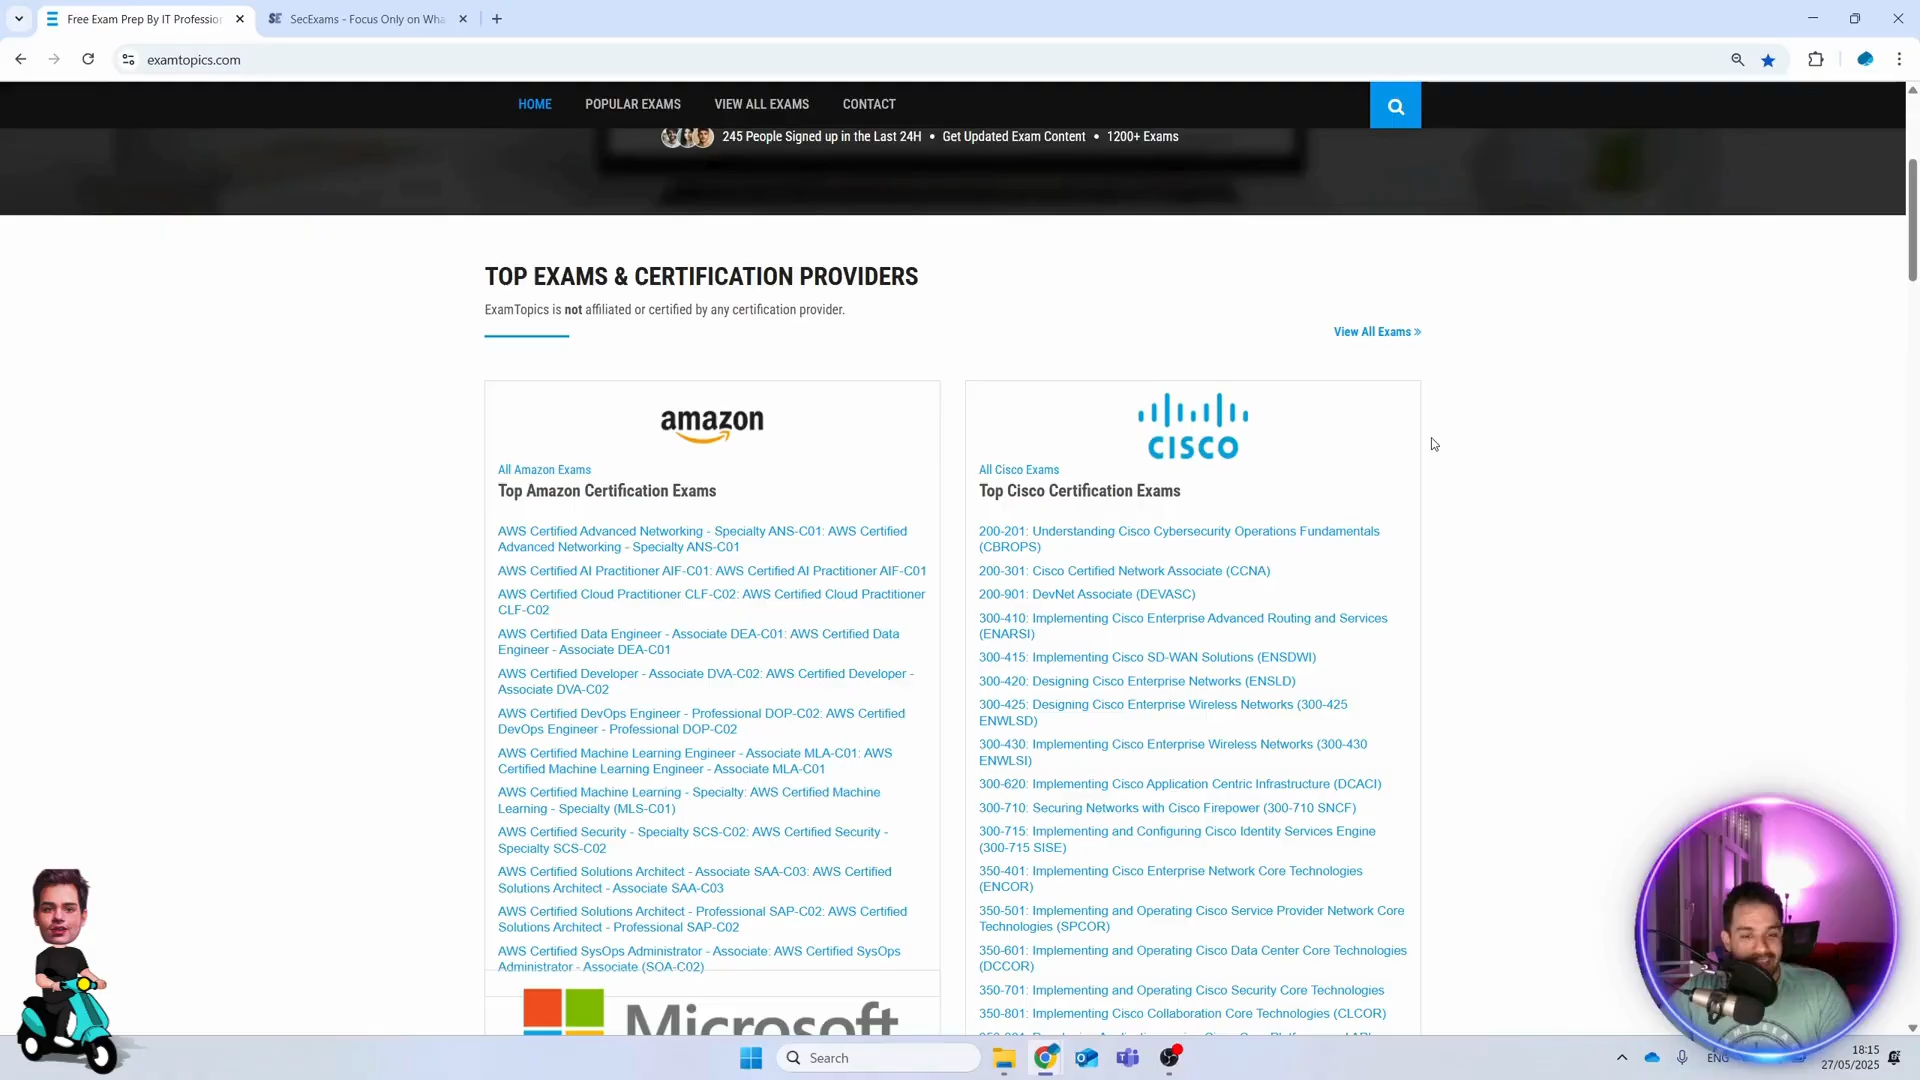 Free Exam Prep By IT Professio
SecExams - Focus Only on Wha
examtopics.com
HOME
POPULAR EXAMS
VIEW ALL EXAMS
CONTACT
245 People Signed up in the Last 24H • Get Updated Exam Content • 1200+ Exams
TOP EXAMS & CERTIFICATION PROVIDERS
ExamTopics is not affiliated or certified by any certification provider.
View All Exams »
amazon
All Amazon Exams
Top Amazon Certification Exams
AWS Certified Advanced Networking - Specialty ANS-C01: AWS Certified
Advanced Networking - Specialty ANS-C01
AWS Certified AI Practitioner AIF-C01: AWS Certified AI Practitioner AIF-C01
AWS Certified Cloud Practitioner CLF-C02: AWS Certified Cloud Practitioner
CLF-C02
AWS Certified Data Engineer - Associate DEA-C01: AWS Certified Data
Engineer - Associate DEA-C01
AWS Certified Developer - Associate DVA-C02: AWS Certified Developer -
Associate DVA-C02
AWS Certified DevOps Engineer - Professional DOP-C02: AWS Certified
DevOps Engineer - Professional DOP-C02
AWS Certified Machine Learning Engineer - Associate MLA-C01: AWS
Certified Machine Learning Engineer - Associate MLA-C01
AWS Certified Machine Learning - Specialty: AWS Certified Machine
Learning - Specialty (MLS-C01)
AWS Certified Security - Specialty SCS-C02: AWS Certified Security -
Specialty SCS-C02
AWS Certified Solutions Architect - Associate SAA-C03: AWS Certified
Solutions Architect - Associate SAA-C03
AWS Certified Solutions Architect - Professional SAP-C02: AWS Certified
Solutions Architect - Professional SAP-C02
AWS Certified SysOps Administrator - Associate: AWS Certified SysOps
Administrator - Associate (SOA-C02)
Microsoft
CISCO
All Cisco Exams
Top Cisco Certification Exams
200-201: Understanding Cisco Cybersecurity Operations Fundamentals
(CBROPS)
200-301: Cisco Certified Network Associate (CCNA)
200-901: DevNet Associate (DEVASC)
300-410: Implementing Cisco Enterprise Advanced Routing and Services
(ENARSI)
300-415: Implementing Cisco SD-WAN Solutions (ENSDWI)
300-420: Designing Cisco Enterprise Networks (ENSLD)
300-425: Designing Cisco Enterprise Wireless Networks (300-425
ENWLSD)
300-430: Implementing Cisco Enterprise Wireless Networks (300-430
ENWLSI)
300-620: Implementing Cisco Application Centric Infrastructure (DCACI)
300-710: Securing Networks with Cisco Firepower (300-710 SNCF)
300-715: Implementing and Configuring Cisco Identity Services Engine
(300-715 SISE)
350-401: Implementing Cisco Enterprise Network Core Technologies
(ENCOR)
350-501: Implementing and Operating Cisco Service Provider Network Core
Technologies (SPCOR)
350-601: Implementing and Operating Cisco Data Center Core Technologies
(DCCOR)
350-701: Implementing and Operating Cisco Security Core Technologies
350-801: Implementing Cisco Collaboration Core Technologies (CLCOR)
Search
ENG
18:15
27/05/2025